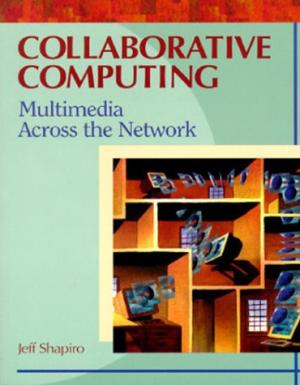 COLLABORATIVE
COMPUTING
Multimedia
Across the Network
Jeff Shapiro